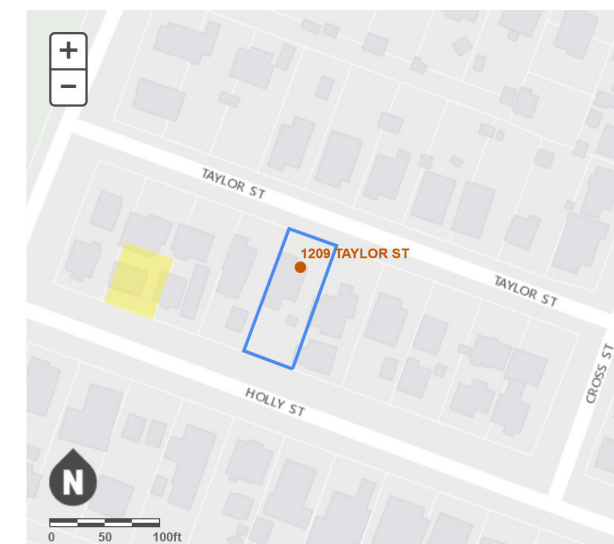 +
−
TAYLOR ST
1209 TAYLOR ST
TAYLOR ST
CROSS ST
HOLLY ST
N
0 50 100ft